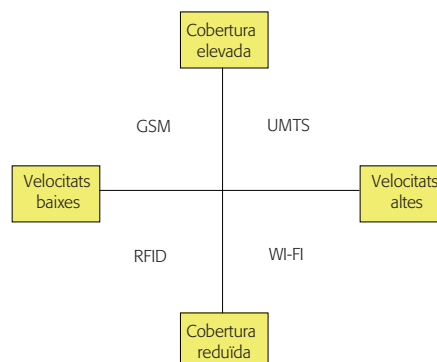 Cobertura
elevada
GSM
UMTS
Velocitats
baixes
Velocitats
altes
RFID
WI-FI
Cobertura
reduïda